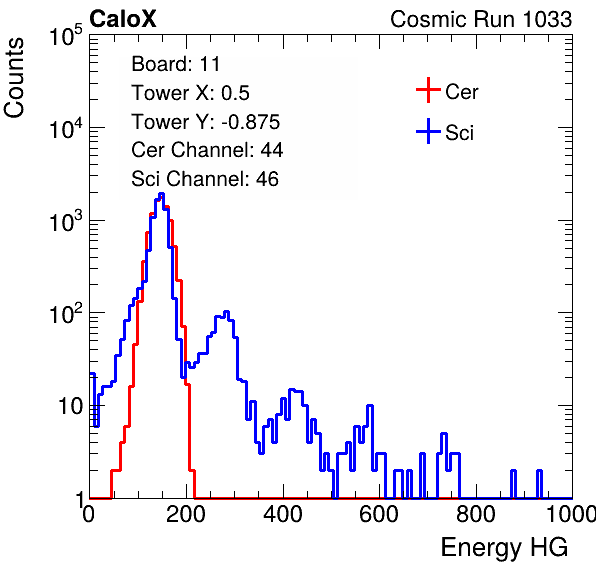 CaloX Cosmic Run 1033
Counts
10^5
10^4
10^3
10^2
10
1
Board: 11
Tower X: 0.5
Tower Y: -0.875
Cer Channel: 44
Sci Channel: 46
Cer
Sci
0 200 400 600 800 1000
Energy HG